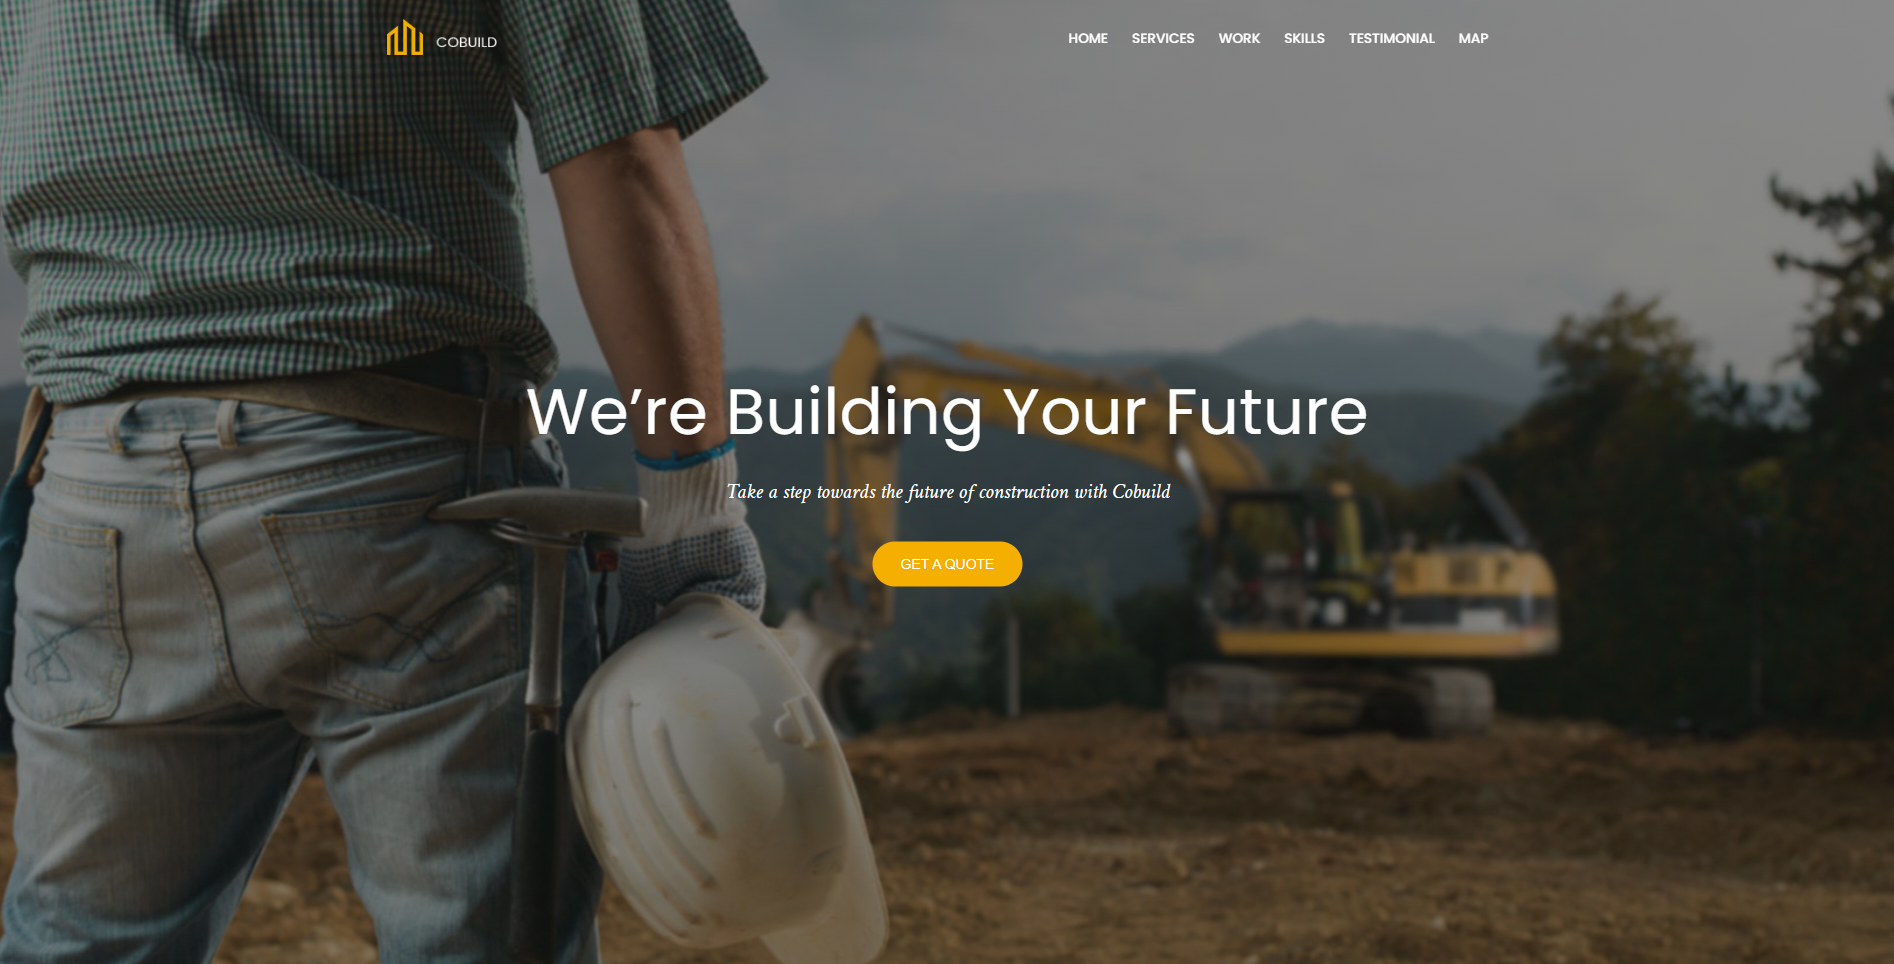 COBUILD
HOME SERVICES WORK SKILLS TESTIMONIAL MAP
We’re Building Your Future
Take a step towards the future of construction with Cobuild
GET A QUOTE